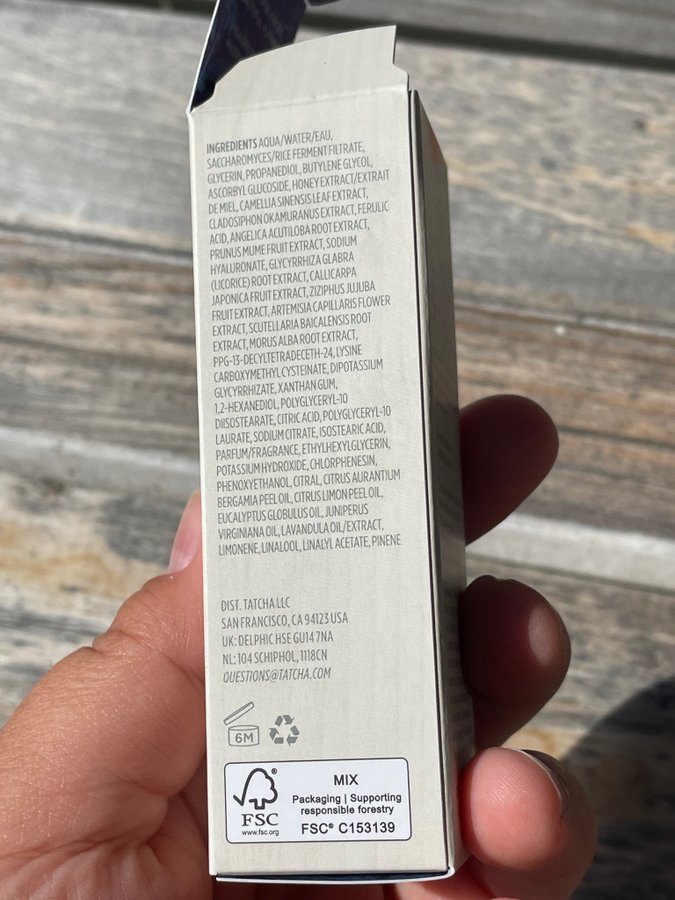 INGREDIENTS AQUA/WATER/EAU,
SACCHAROMYCES/RICE FERMENT FILTRATE,
GLYCERIN, PROPANEDIOL, BUTYLENE GLYCOL,
ASCORBYL GLUCOSIDE, HONEY EXTRACT/EXTRAIT
DE MIEL, CAMELLIA SINENSIS LEAF EXTRACT,
CLADOSIPHON OKAMURANUS EXTRACT, FERULIC
ACID, ANGELICA ACUTILOBA ROOT EXTRACT,
PRUNUS MUME FRUIT EXTRACT, SODIUM
HYALURONATE, GLYCYRRHIZA GLABRA
(LICORICE) ROOT EXTRACT, CALLICARPA
JAPONICA FRUIT EXTRACT, ZIZIPHUS JUJUBA
FRUIT EXTRACT, ARTEMISIA CAPILLARIS FLOWER
EXTRACT, SCUTELLARIA BAICALENSIS ROOT
EXTRACT, MORUS ALBA ROOT EXTRACT,
PPG-13-DECYLTETRADECETH-24, LYSINE
CARBOXYMETHYL CYSTEINATE, DIPOTASSIUM
GLYCYRRHIZATE, XANTHAN GUM,
1,2-HEXANEDIOL, POLYGLYCERYL-10
DIISOSTEARATE, CITRIC ACID, POLYGLYCERYL-10
LAURATE, SODIUM CITRATE, ISOSTEARIC ACID,
PARFUM/FRAGRANCE, ETHYLHEXYLGLYCERIN,
POTASSIUM HYDROXIDE, CHLORPHENESIN,
PHENOXYETHANOL, CITRAL, CITRUS AURANTIUM
BERGAMIA PEEL OIL, CITRUS LIMON PEEL OIL,
EUCALYPTUS GLOBULUS OIL, JUNIPERUS
VIRGINIANA OIL, LAVANDULA OIL/EXTRACT,
LIMONENE, LINALOOL, LINALYL ACETATE, PINENE
DIST. TATCHA LLC
SAN FRANCISCO, CA 94123 USA
UK: DELPHIC HSE GU14 7NA
NL: 104 SCHIPHOL, 1118CN
QUESTIONS@TATCHA.COM
6M
FSC
www.fsc.org
MIX
Packaging | Supporting
responsible forestry
FSC® C153139